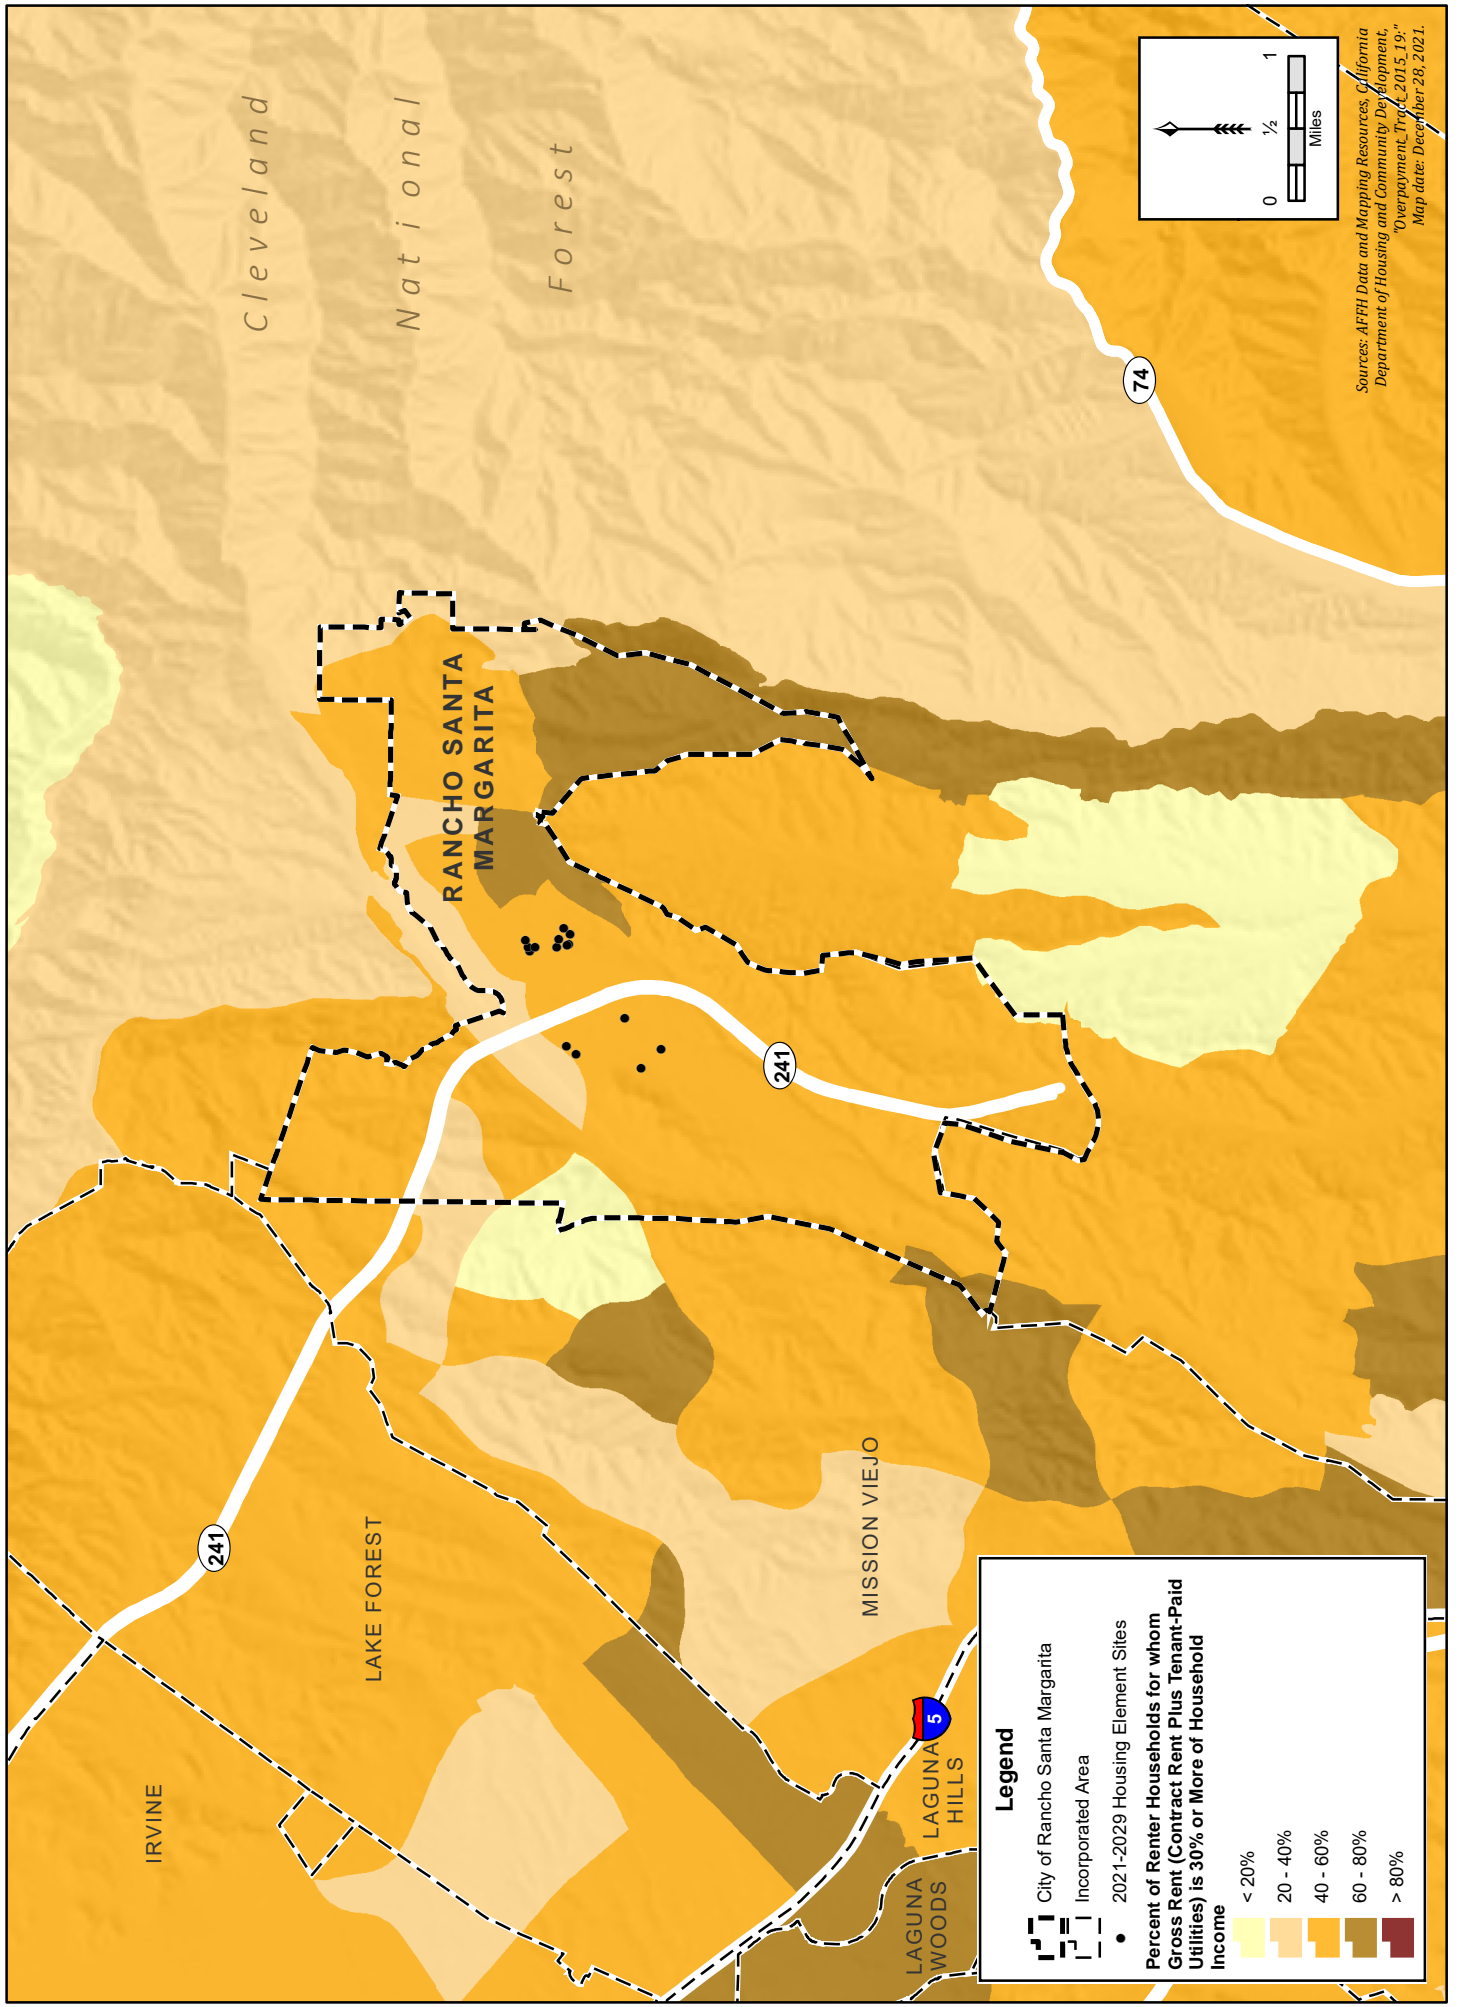 Cleveland
National
Forest
RANCHO SANTA
MARGARITA
IRVINE
LAKE FOREST
MISSION VIEJO
LAGUNA
HILLS
LAGUNA
WOODS
241
241
74
5
0 ½ 1
Miles
Legend
City of Rancho Santa Margarita
Incorporated Area
2021-2029 Housing Element Sites
Percent of Renter Households for whom
Gross Rent (Contract Rent Plus Tenant-Paid
Utilities) is 30% or More of Household
Income
< 20%
20 - 40%
40 - 60%
60 - 80%
> 80%
Sources: AFFH Data and Mapping Resources, California
Department of Housing and Community Development,
"Overpayment_Tract_2015_19."
Map date: December 28, 2021.